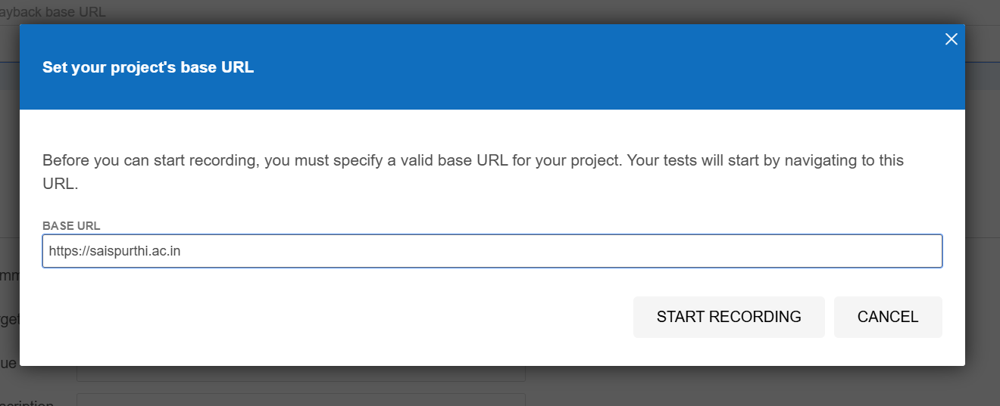 ayback base URL
Set your project's base URL
Before you can start recording, you must specify a valid base URL for your project. Your tests will start by navigating to this
URL.
BASE URL
https://saispurthi.ac.in
START RECORDING
CANCEL
mm
get
ue
scription